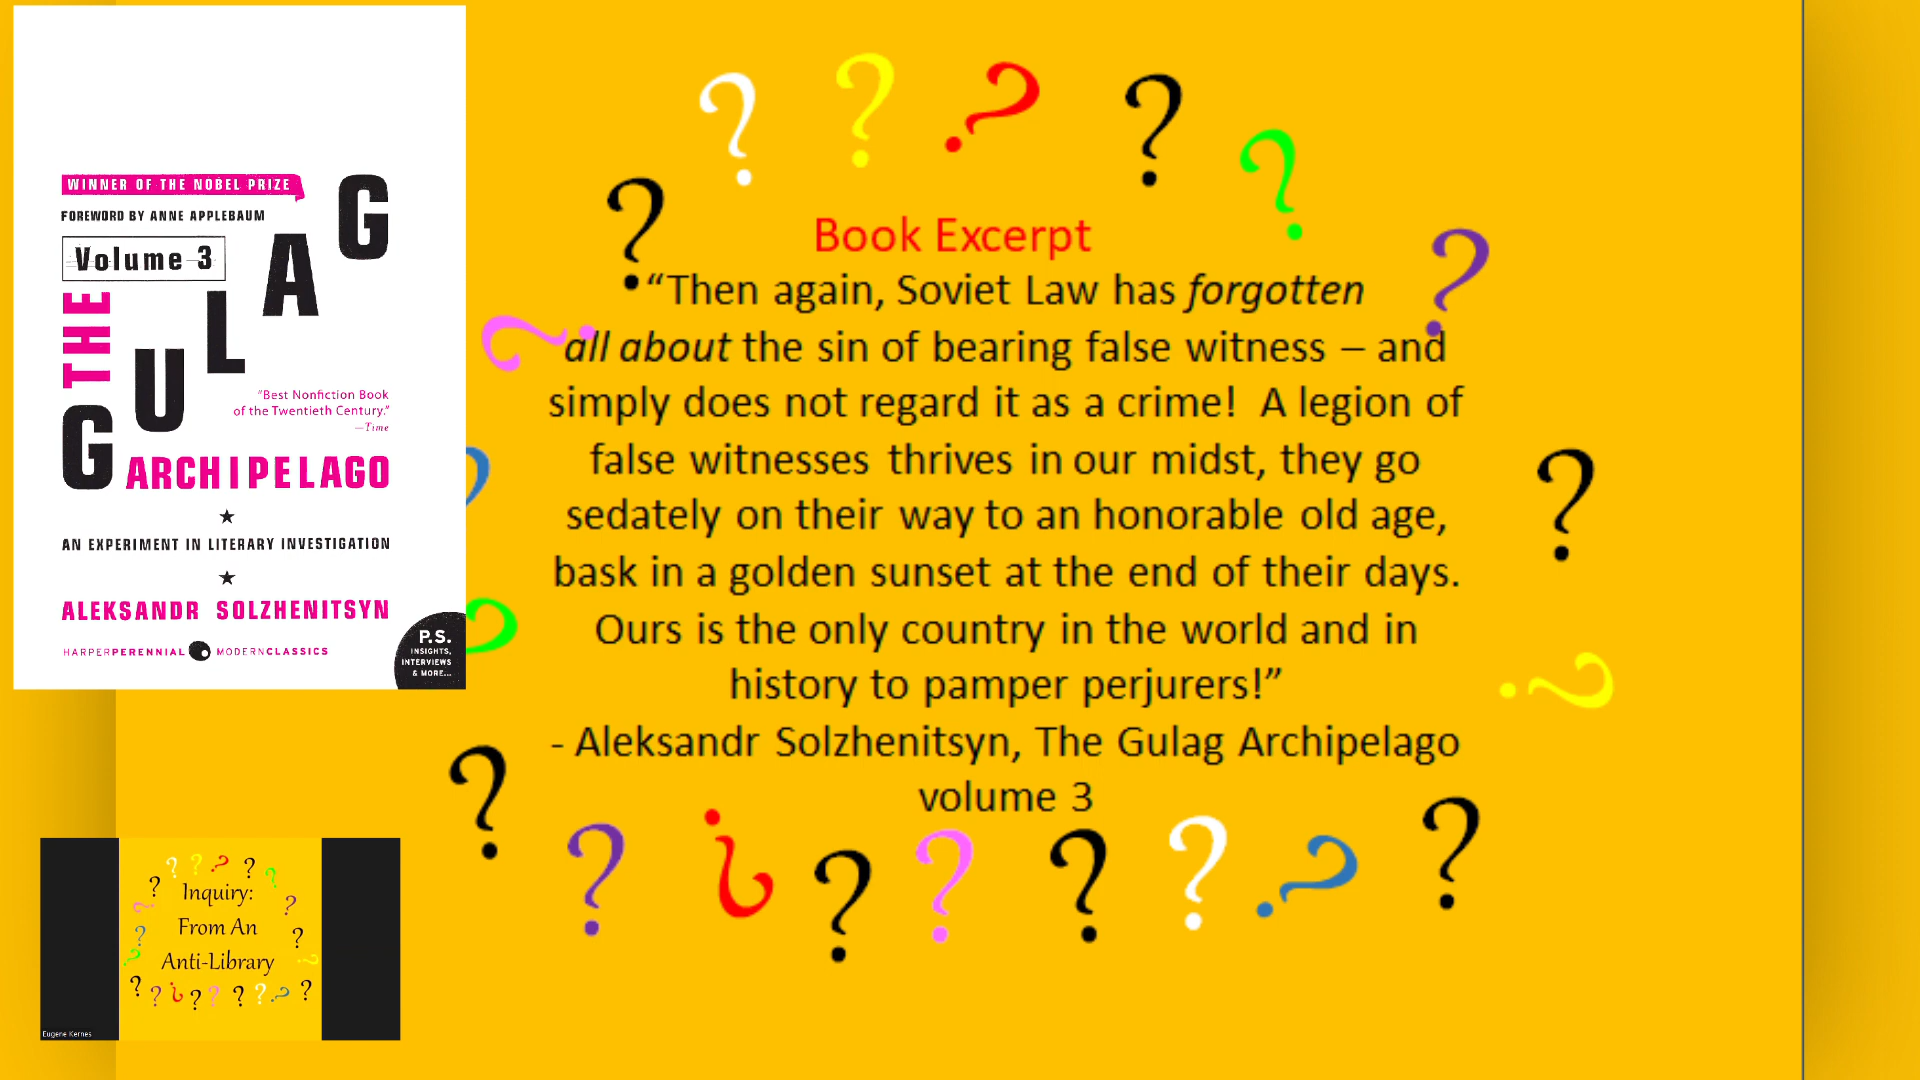 WINNER OF THE NOBEL PRIZE
FOREWORD BY ANNE APPLEBAUM
Volume 3
THE
GULAG
"Best Nonfiction Book
of the Twentieth Century."
—Time
ARCHIPELAGO
AN EXPERIMENT IN LITERARY INVESTIGATION
ALEKSANDR SOLZHENITSYN
HARPERPERENNIAL MODERNCLASSICS
P.S.
INSIGHTS,
INTERVIEWS
& MORE...
Book Excerpt
“Then again, Soviet Law has forgotten
all about the sin of bearing false witness – and
simply does not regard it as a crime! A legion of
false witnesses thrives in our midst, they go
sedately on their way to an honorable old age,
bask in a golden sunset at the end of their days.
Ours is the only country in the world and in
history to pamper perjurers!”
- Aleksandr Solzhenitsyn, The Gulag Archipelago
volume 3
Inquiry:
From An
Anti-Library
Eugene Kernes